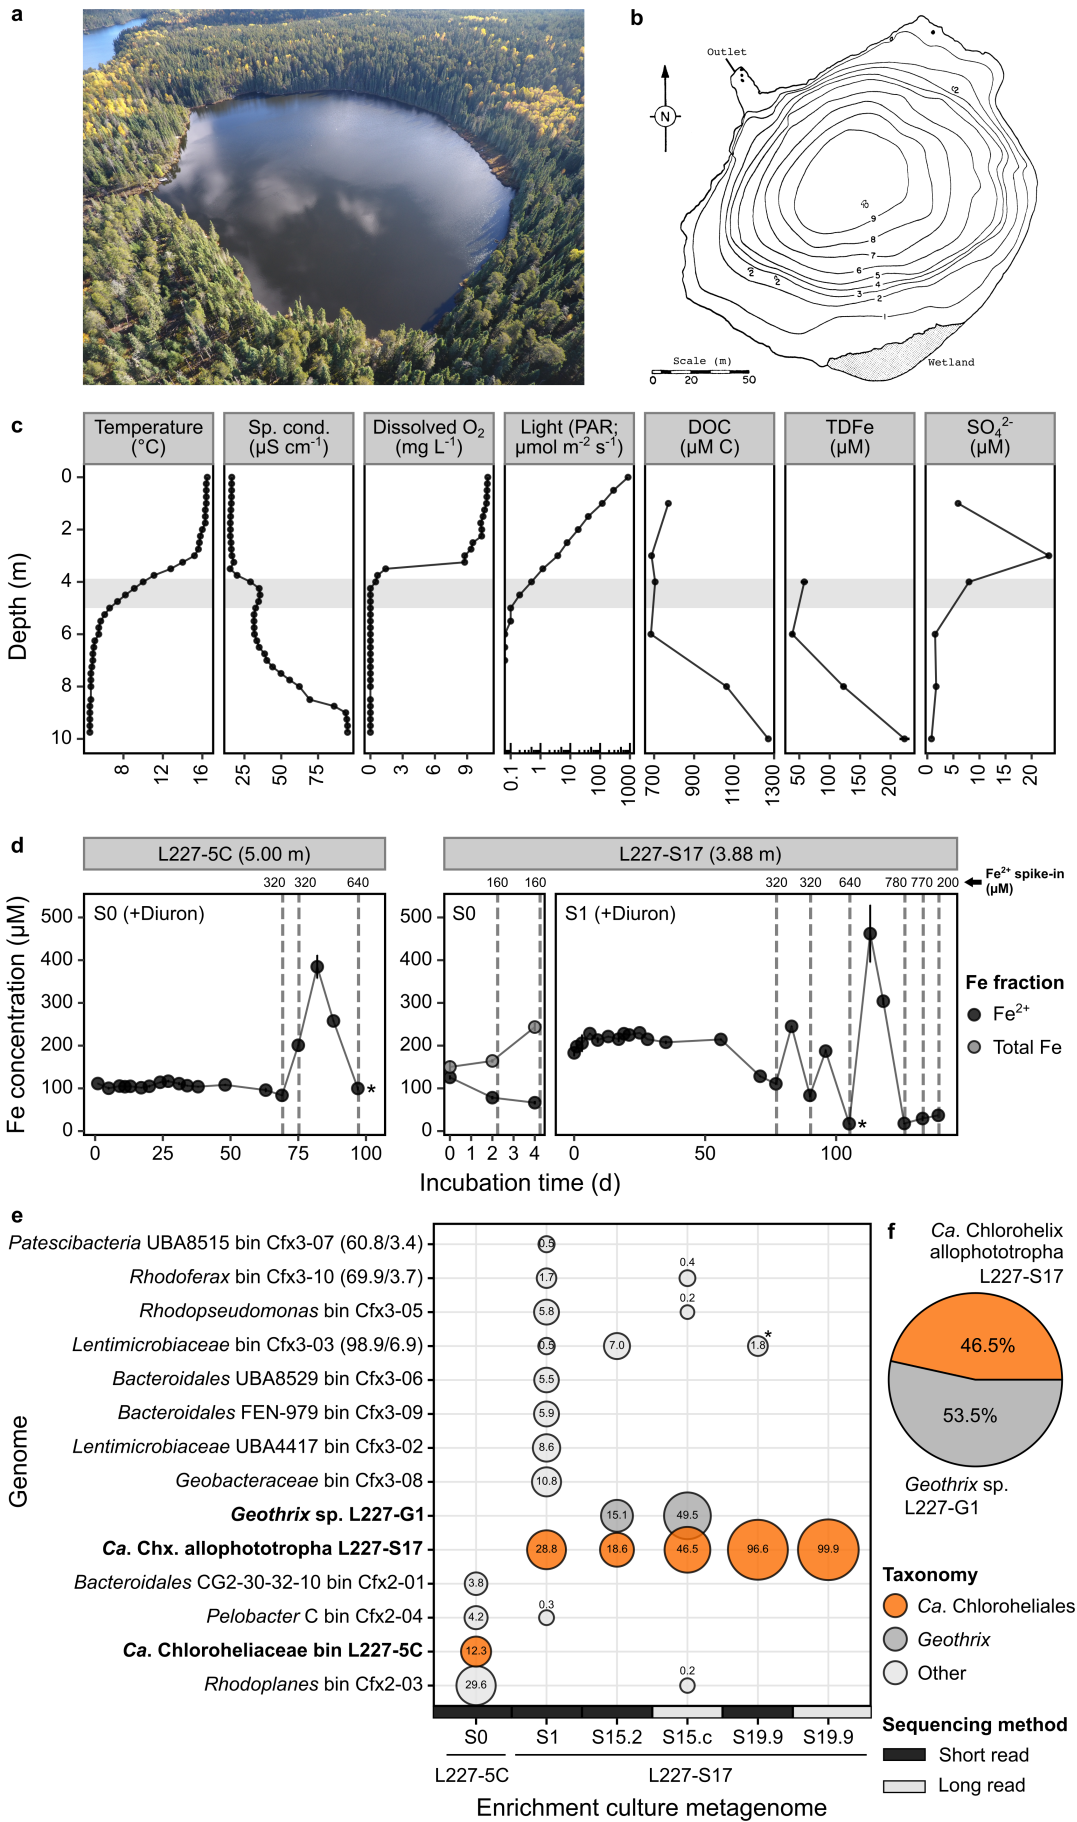 a
b
Outlet
N
2
2
2
10
9
8
7
6
5
4
3
2
1
Scale (m)
0 20 50
Wetland
c
Temperature
(°C)
Sp. cond.
(µS cm-1)
Dissolved O2
(mg L-1)
Light (PAR;
µmol m-2 s-1)
DOC
(µM C)
TDFe
(µM)
SO4 2-
(µM)
Depth (m)
0
2
4
6
8
10
8 12 16
25 50 75
0 3 6 9
0.1 1 10 100 1000
700 900 1100 1300
50 100 150 200
0 5 10 20
d
L227-5C (5.00 m)
L227-S17 (3.88 m)
320 320 640
160 160
320 320 640 780 770 200
Fe2+ spike-in
(µM)
Fe concentration (µM)
500
400
300
200
100
0
S0 (+Diuron)
*
0 25 50 75 100
500
400
300
200
100
0
S0
0 1 2 3 4
S1 (+Diuron)
*
0 50 100
Incubation time (d)
Fe fraction
Fe2+
Total Fe
e
Genome
Patescibacteria UBA8515 bin Cfx3-07 (60.8/3.4) 0.5
Rhodoferax bin Cfx3-10 (69.9/3.7) 1.7 0.4
Rhodopseudomonas bin Cfx3-05 5.8 0.2
Lentimicrobiaceae bin Cfx3-03 (98.9/6.9) 0.5 7.0 1.8 *
Bacteroidales UBA8529 bin Cfx3-06 5.5
Bacteroidales FEN-979 bin Cfx3-09 5.9
Lentimicrobiaceae UBA4417 bin Cfx3-02 8.6
Geobacteraceae bin Cfx3-08 10.8
Geothrix sp. L227-G1 15.1 49.5
Ca. Chx. allophototropha L227-S17 28.8 18.6 46.5 96.6 99.9
Bacteroidales CG2-30-32-10 bin Cfx2-01 3.8
Pelobacter C bin Cfx2-04 4.2 0.3
Ca. Chloroheliaceae bin L227-5C 12.3
Rhodoplanes bin Cfx2-03 29.6 0.2
S0 S1 S15.2 S15.c S19.9 S19.9
L227-5C L227-S17
Enrichment culture metagenome
f
Ca. Chlorohelix
allophototropha
L227-S17
46.5%
53.5%
Geothrix sp.
L227-G1
Taxonomy
Ca. Chloroheliales
Geothrix
Other
Sequencing method
Short read
Long read